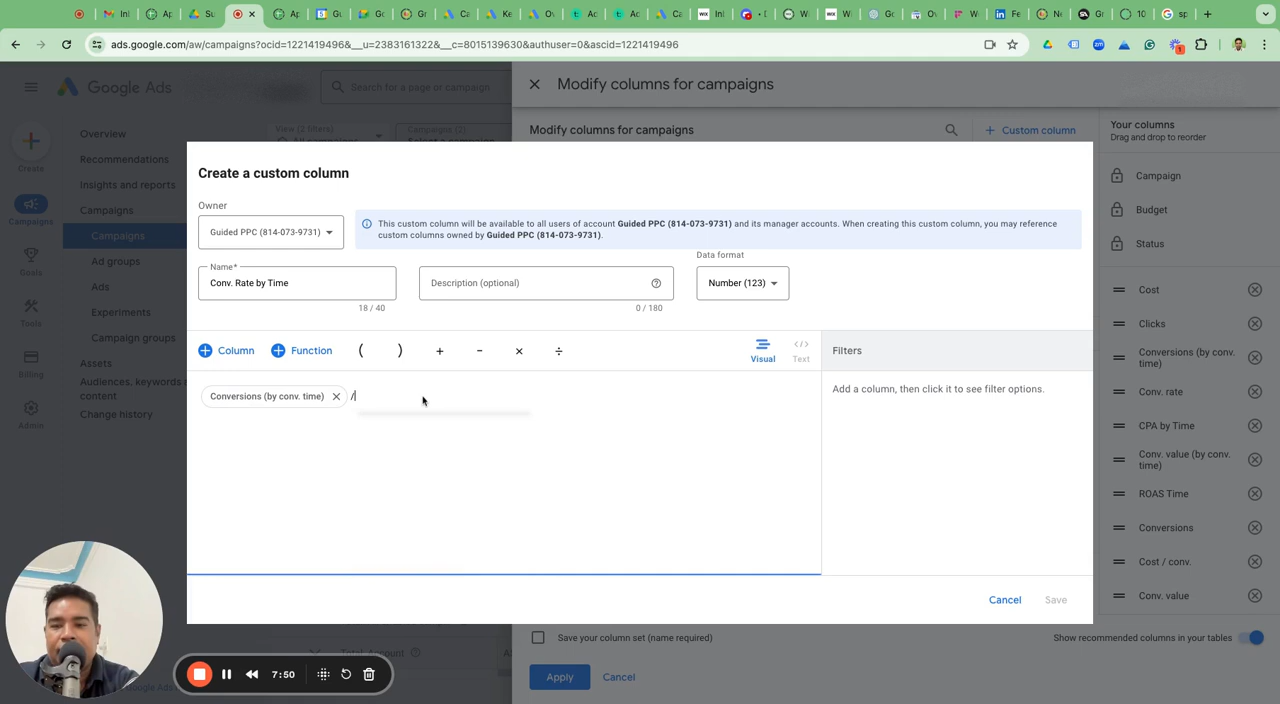 ads.google.com/aw/campaigns?ocid=1221419496&__u=2383161322&__c=8015139630&authuser=0&ascid=1221419496
Google Ads
Search for a page or campaign
Modify columns for campaigns
Create
Campaigns
Goals
Tools
Billing
Admin
Overview
Recommendations
Insights and reports
Campaigns
Campaigns
Ad groups
Ads
Experiments
Campaign groups
Assets
Audiences, keywords
content
Change history
View (2 filters)
Campaigns (2)
Modify columns for campaigns
+ Custom column
Your columns
Drag and drop to reorder
Campaign
Budget
Status
Cost
Clicks
Conversions (by conv.
time)
Conv. rate
CPA by Time
Conv. value (by conv.
time)
ROAS Time
Conversions
Cost / conv.
Conv. value
Create a custom column
Owner
Guided PPC (814-073-9731)
This custom column will be available to all users of account Guided PPC (814-073-9731) and its manager accounts. When creating this custom column, you may reference
custom columns owned by Guided PPC (814-073-9731).
Name*
Conv. Rate by Time
18 / 40
Description (optional)
0 / 180
Data format
Number (123)
Column
Function
( ) + - × ÷
Visual
Text
Filters
Conversions (by conv. time) /
Add a column, then click it to see filter options.
Cancel
Save
Save your column set (name required)
Show recommended columns in your tables
Apply
Cancel
Total: Account
7:50